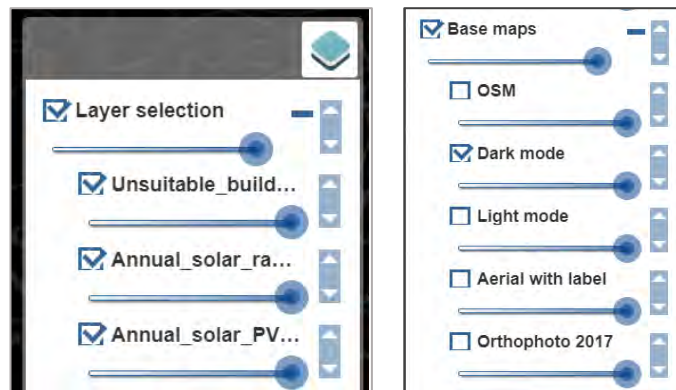 Layer selection
Unsuitable_build...
Annual_solar_ra...
Annual_solar_PV...
Base maps
OSM
Dark mode
Light mode
Aerial with label
Orthophoto 2017